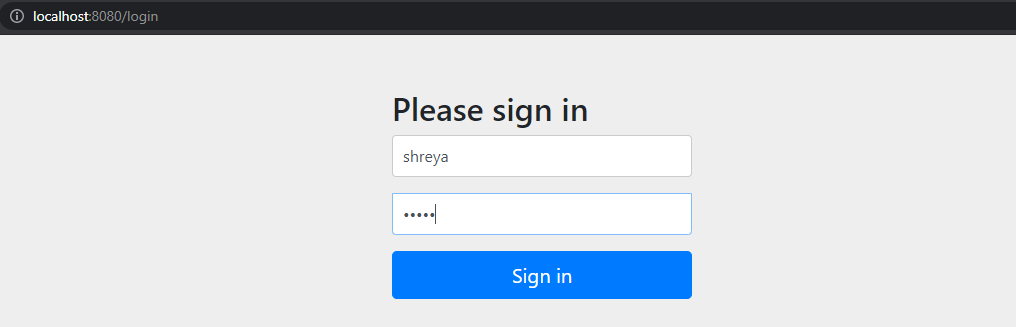 localhost:8080/login
Please sign in
shreya
•••••
Sign in